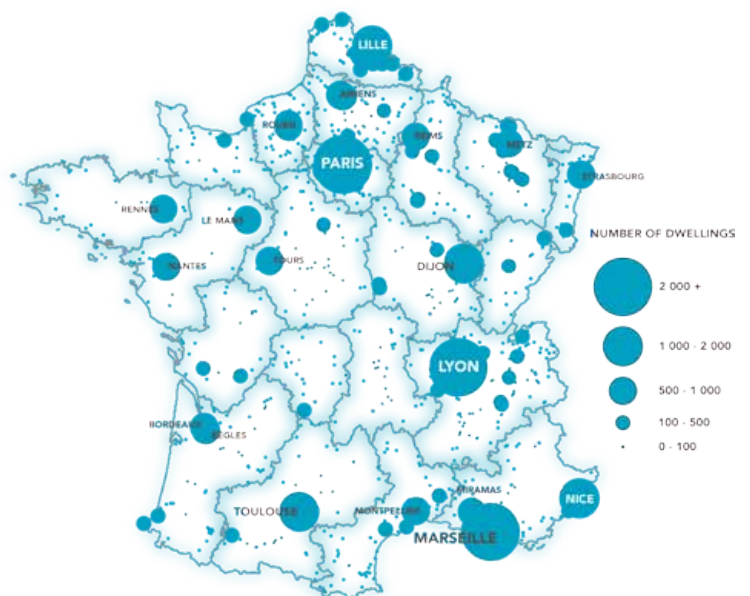 LILLE
AMIENS
ROUEN
REIMS
METZ
PARIS
STRASBOURG
RENNES
LE MANS
NUMBER OF DWELLINGS
NANTES
TOURS
DIJON
2 000 +
1 000 - 2 000
LYON
500 - 1 000
100 - 500
BORDEAUX
BEGLES
0 - 100
MIRAMAS
NICE
TOULOUSE
MONTPELLIER
MARSEILLE